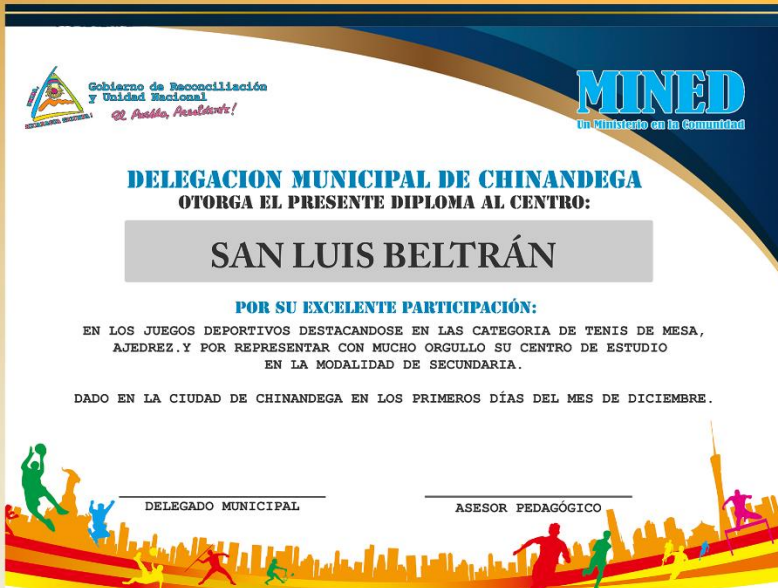 Gobierno de Reconciliación
y Unidad Nacional
El Pueblo, Presidente!
MINED
Un Ministerio en la Comunidad
DELEGACION MUNICIPAL DE CHINANDEGA
OTORGA EL PRESENTE DIPLOMA AL CENTRO:
SAN LUIS BELTRÁN
POR SU EXCELENTE PARTICIPACIÓN:
EN LOS JUEGOS DEPORTIVOS DESTACANDOSE EN LAS CATEGORIA DE TENIS DE MESA,
AJEDREZ.Y POR REPRESENTAR CON MUCHO ORGULLO SU CENTRO DE ESTUDIO
EN LA MODALIDAD DE SECUNDARIA.
DADO EN LA CIUDAD DE CHINANDEGA EN LOS PRIMEROS DÍAS DEL MES DE DICIEMBRE.
DELEGADO MUNICIPAL
ASESOR PEDAGÓGICO